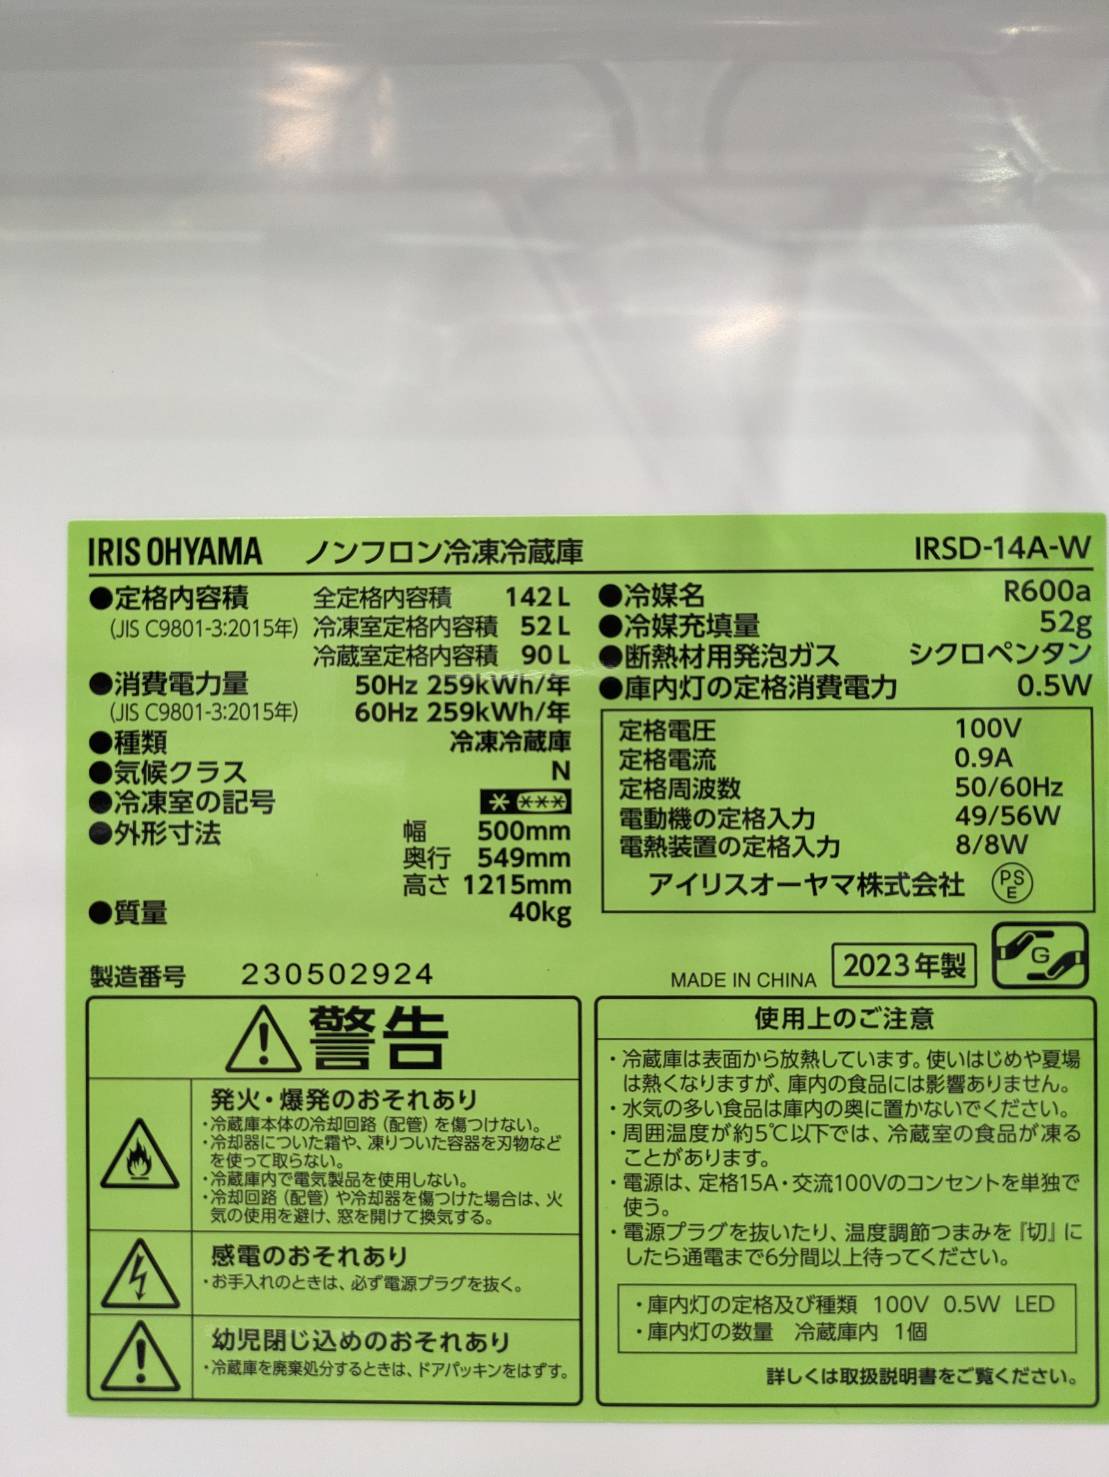 IRIS OHYAMA ノンフロン冷凍冷蔵庫 IRSD-14A-W
●定格内容積 全定格内容積 142L
(JIS C9801-3:2015年) 冷凍室定格内容積 52L
冷蔵室定格内容積 90L
●消費電力量 50Hz 259kWh/年
(JIS C9801-3:2015年) 60Hz 259kWh/年
●種類 冷凍冷蔵庫
●気候クラス N
●冷凍室の記号 * ***
●外形寸法 幅 500mm
奥行 549mm
高さ 1215mm
●質量 40kg
●冷媒名 R600a
●冷媒充填量 52g
●断熱材用発泡ガス シクロペンタン
●庫内灯の定格消費電力 0.5W
定格電圧 100V
定格電流 0.9A
定格周波数 50/60Hz
電動機の定格入力 49/56W
電熱装置の定格入力 8/8W
アイリスオーヤマ株式会社 PSE
製造番号 230502924
MADE IN CHINA 2023年製 G
警告
発火・爆発のおそれあり
・冷蔵庫本体の冷却回路（配管）を傷つけない。
・冷却器についた霜や、凍りついた容器を刃物など
を使って取らない。
・冷蔵庫内で電気製品を使用しない。
・冷却回路（配管）や冷却器を傷つけた場合は、火
気の使用を避け、窓を開けて換気する。
感電のおそれあり
・お手入れのときは、必ず電源プラグを抜く。
幼児閉じ込めのおそれあり
・冷蔵庫を廃棄処分するときは、ドアパッキンをはずす。
使用上のご注意
・冷蔵庫は表面から放熱しています。使いはじめや夏場
は熱くなりますが、庫内の食品には影響ありません。
・水気の多い食品は庫内の奥に置かないでください。
・周囲温度が約5℃以下では、冷蔵室の食品が凍る
ことがあります。
・電源は、定格15A・交流100Vのコンセントを単独で
使う。
・電源プラグを抜いたり、温度調節つまみを『切』に
したら通電まで6分間以上待ってください。
・庫内灯の定格及び種類 100V 0.5W LED
・庫内灯の数量 冷蔵庫内 1個
詳しくは取扱説明書をご覧ください。